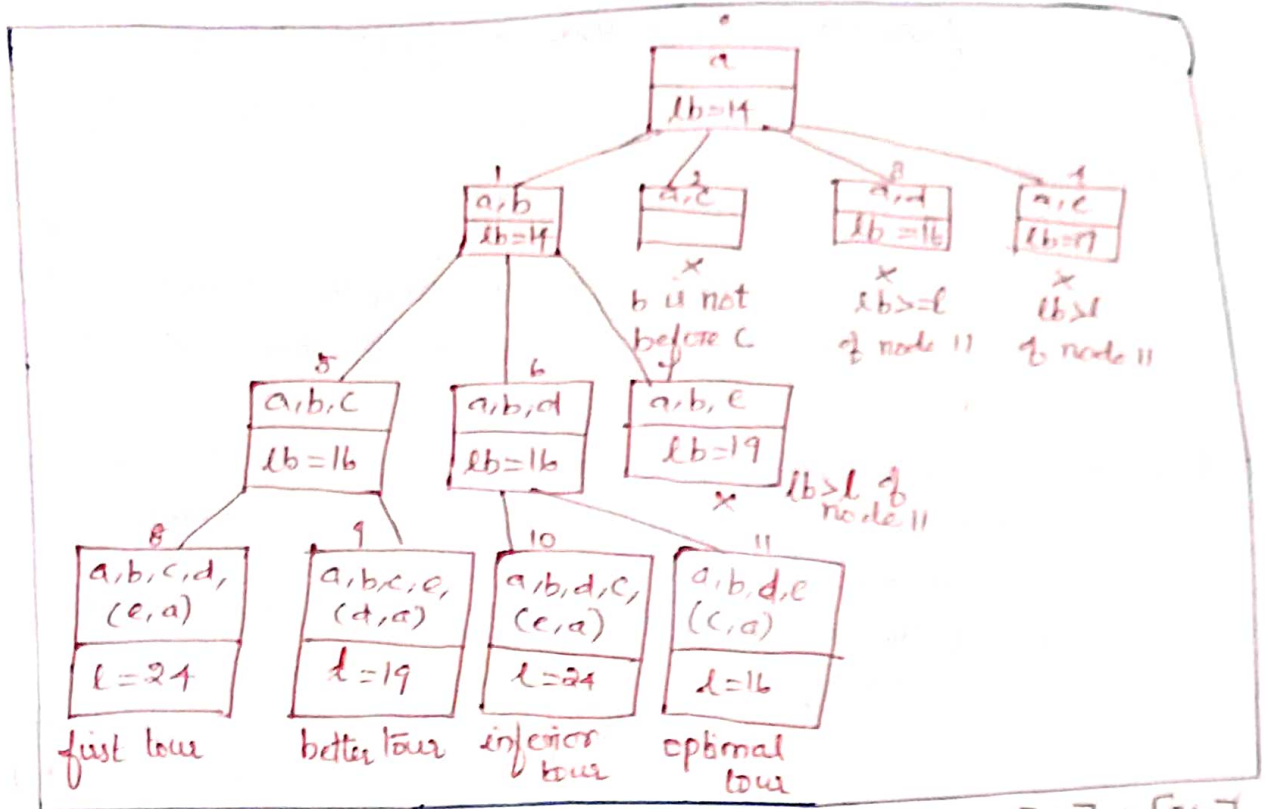 0
a
lb=14
1
a,b
lb=14
2
a,c
3
a,d
lb=16
4
a,e
lb=19
×
b is not
before c
×
lb>=l
of node 11
×
lb>l
of node 11
5
a,b,c
lb=16
6
a,b,d
lb=16
7
a,b,e
lb=19
×
lb>l of
node 11
8
a,b,c,d,
(e,a)
l=24
first tour
9
a,b,c,e,
(d,a)
l=19
better tour
10
a,b,d,c,
(e,a)
l=24
inferior
tour
11
a,b,d,e
(c,a)
l=16
optimal
tour